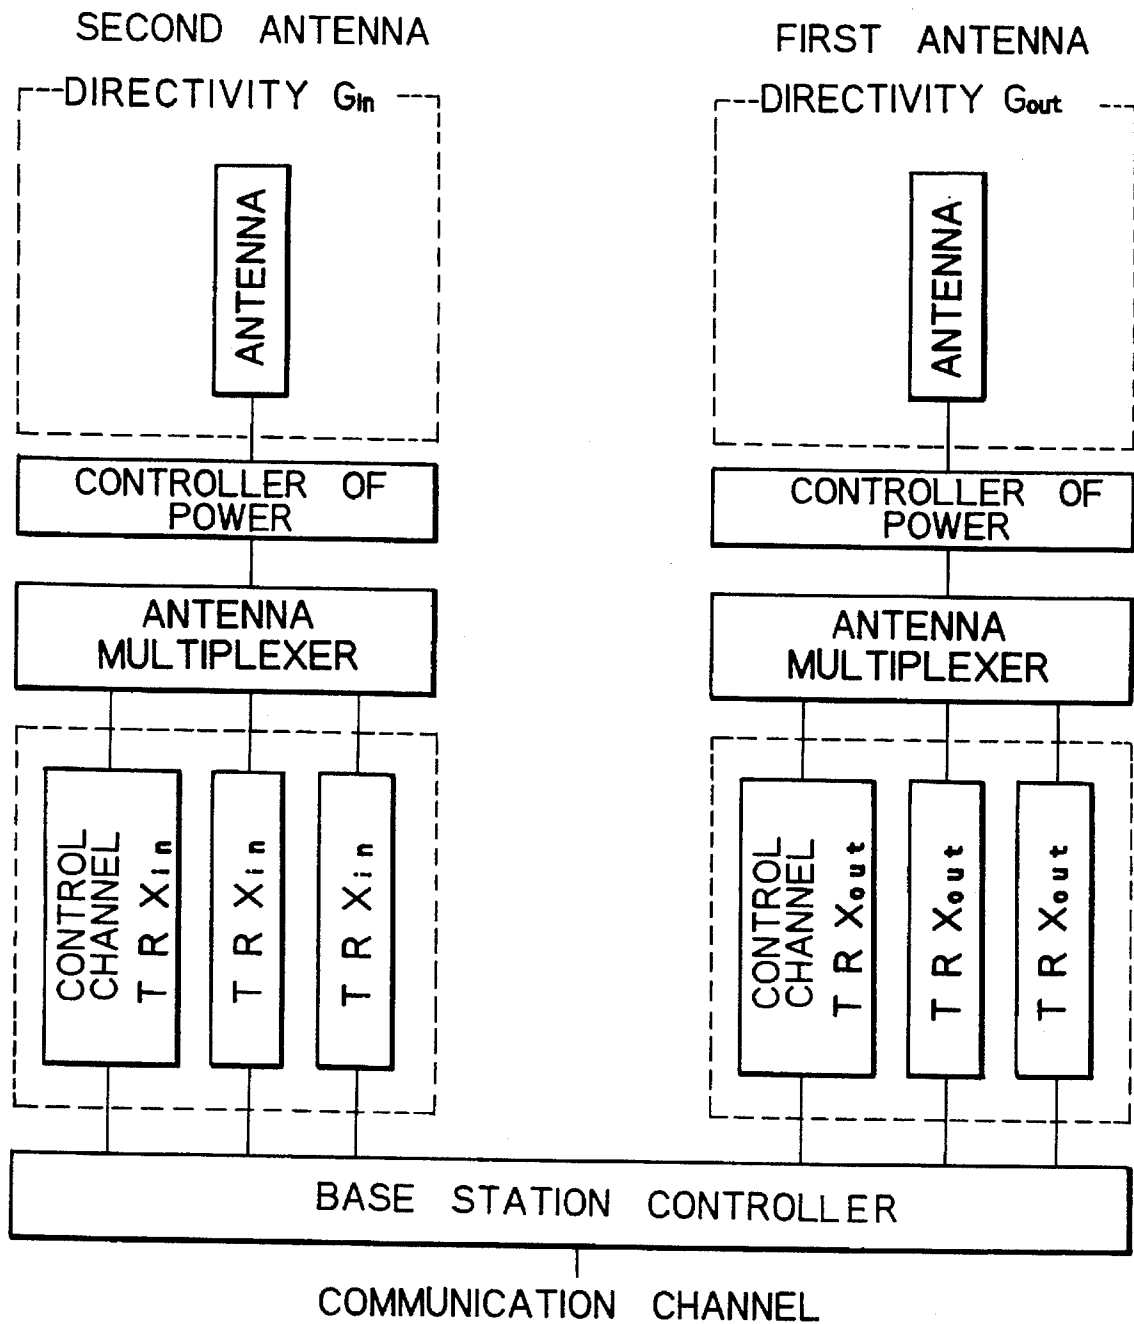 SECOND ANTENNA
DIRECTIVITY Gin
ANTENNA
CONTROLLER OF
POWER
ANTENNA
MULTIPLEXER
CONTROL
CHANNEL
T R Xin
T R Xin
T R Xin
FIRST ANTENNA
DIRECTIVITY Gout
ANTENNA
CONTROLLER OF
POWER
ANTENNA
MULTIPLEXER
CONTROL
CHANNEL
T R Xout
T R Xout
T R Xout
BASE STATION CONTROLLER
COMMUNICATION CHANNEL